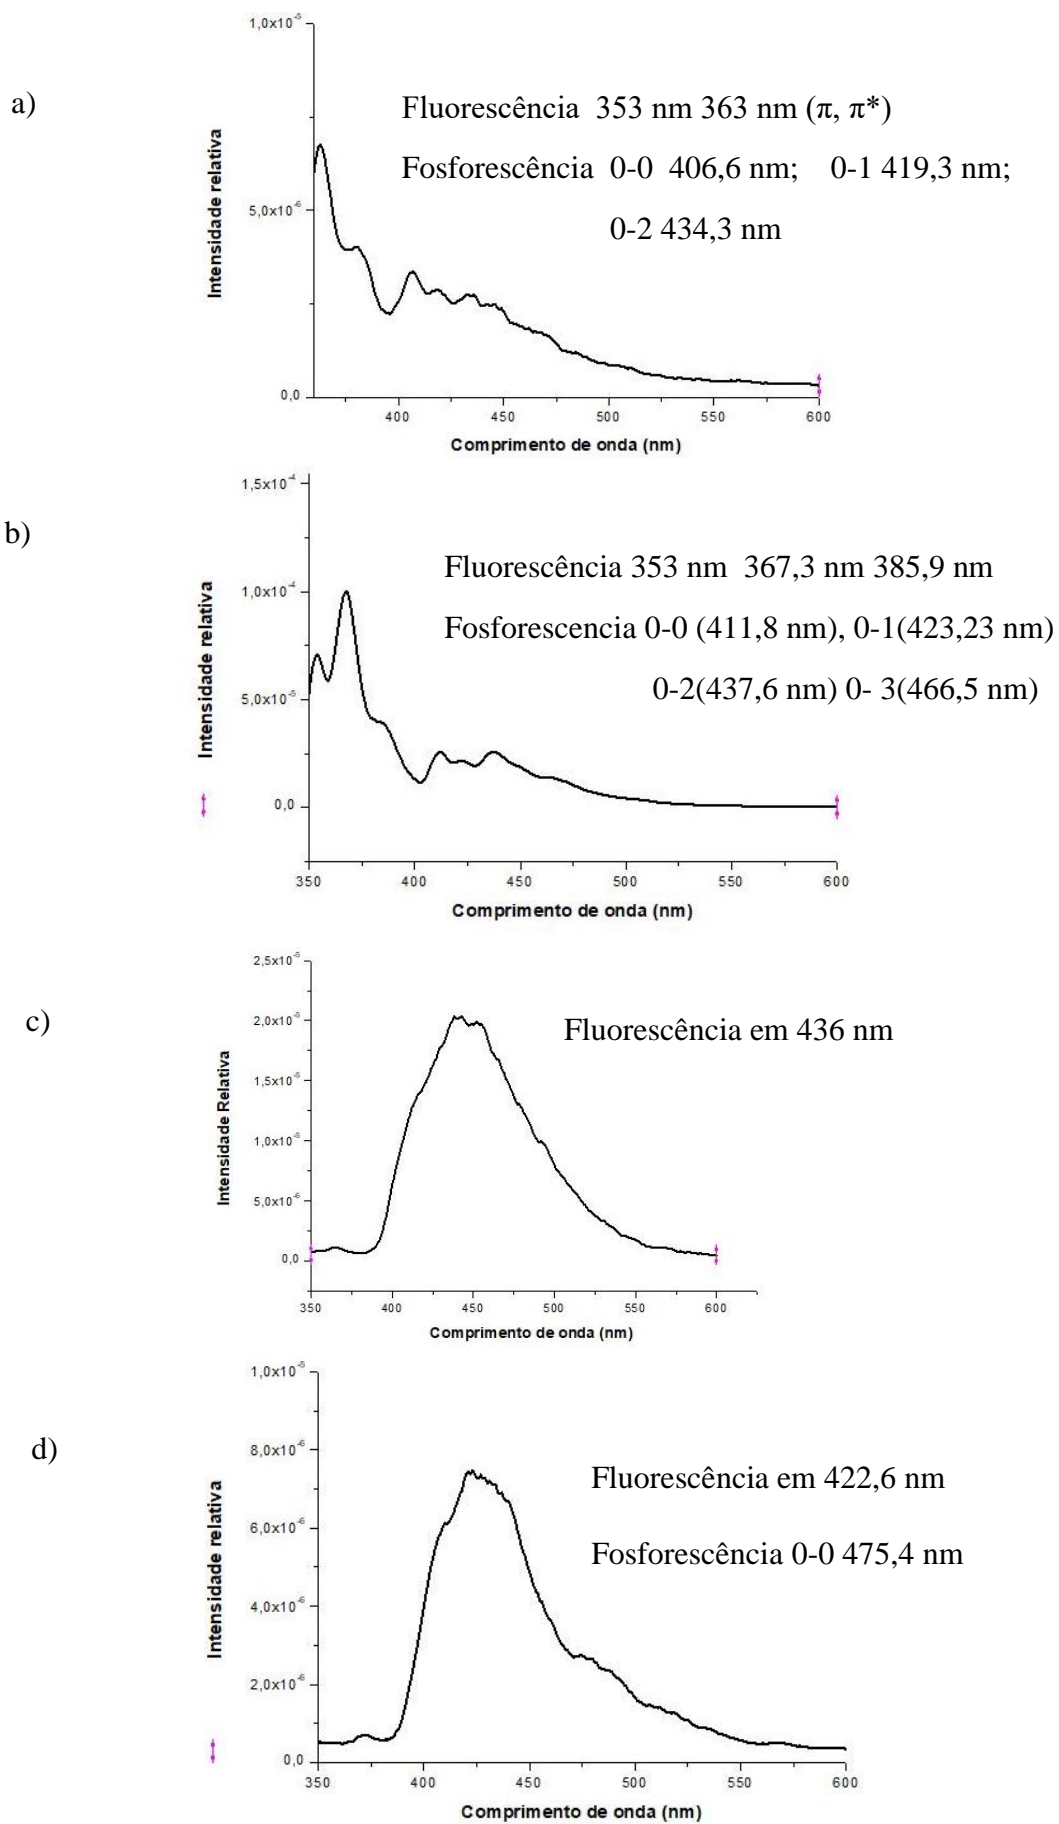 a)
1,0x10⁻⁵
Fluorescência 353 nm 363 nm (π, π*)
Fosforescência 0-0 406,6 nm; 0-1 419,3 nm;
0-2 434,3 nm
5,0x10⁻⁶
0,0
Intensidade relativa
400 450 500 550 600
Comprimento de onda (nm)
b)
1,5x10⁻⁴
Fluorescência 353 nm 367,3 nm 385,9 nm
1,0x10⁻⁴
Fosforescencia 0-0 (411,8 nm), 0-1(423,23 nm)
0-2(437,6 nm) 0- 3(466,5 nm)
5,0x10⁻⁵
0,0
Intensidade relativa
350 400 450 500 550 600
Comprimento de onda (nm)
c)
2,5x10⁻⁵
2,0x10⁻⁵
Fluorescência em 436 nm
1,5x10⁻⁵
1,0x10⁻⁵
5,0x10⁻⁶
0,0
Intensidade Relativa
350 400 450 500 550 600
Comprimento de onda (nm)
d)
1,0x10⁻⁵
8,0x10⁻⁶
Fluorescência em 422,6 nm
6,0x10⁻⁶
Fosforescência 0-0 475,4 nm
4,0x10⁻⁶
2,0x10⁻⁶
0,0
Intensidade relativa
350 400 450 500 550 600
Comprimento de onda (nm)